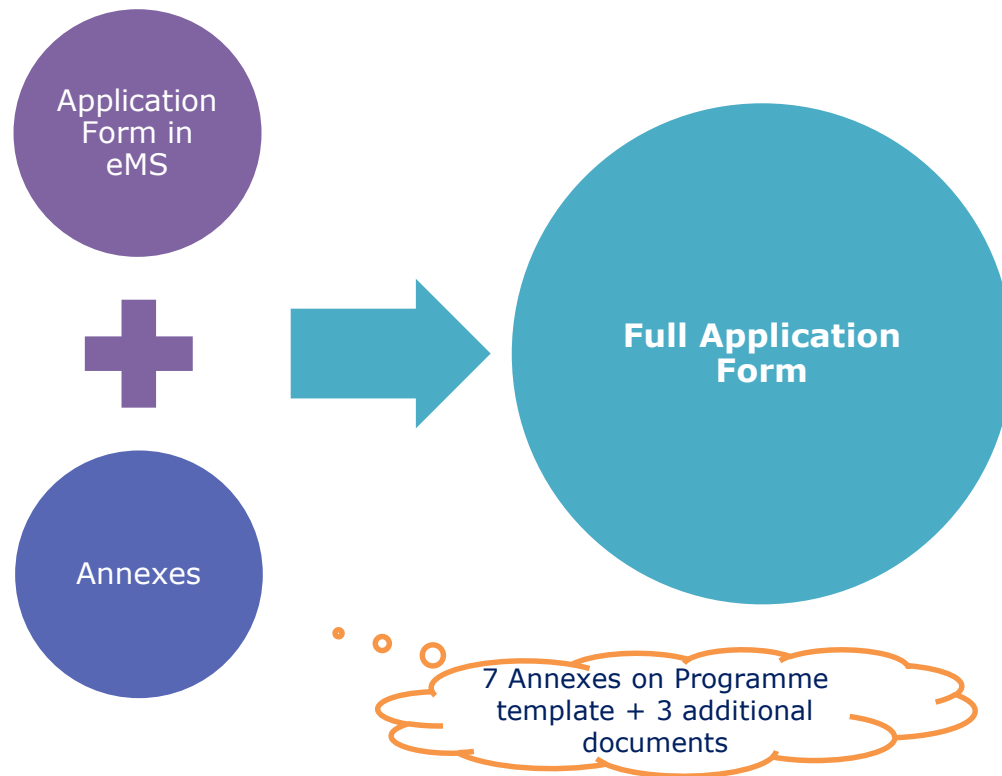 Application
Form in
eMS
Annexes
Full Application
Form
7 Annexes on Programme
template + 3 additional
documents